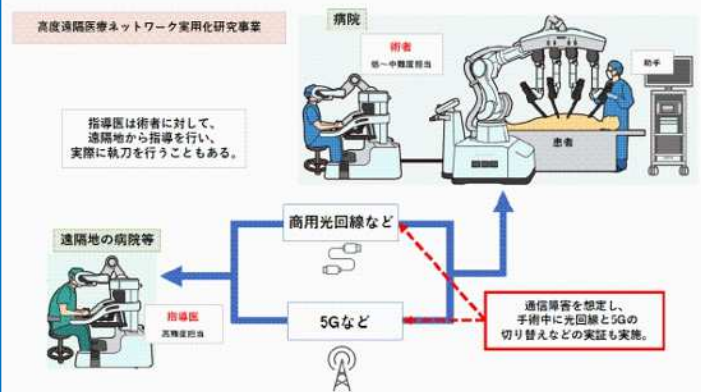 高度遠隔医療ネットワーク実用化研究事業
病院
術者
低～中難度担当
助手
患者
指導医は術者に対して、
遠隔地から指導を行い、
実際に執刀を行うこともある。
商用光回線など
遠隔地の病院等
指導医
高難度担当
5Gなど
通信障害を想定し、
手術中に光回線と5Gの
切り替えなどの実証も実施。